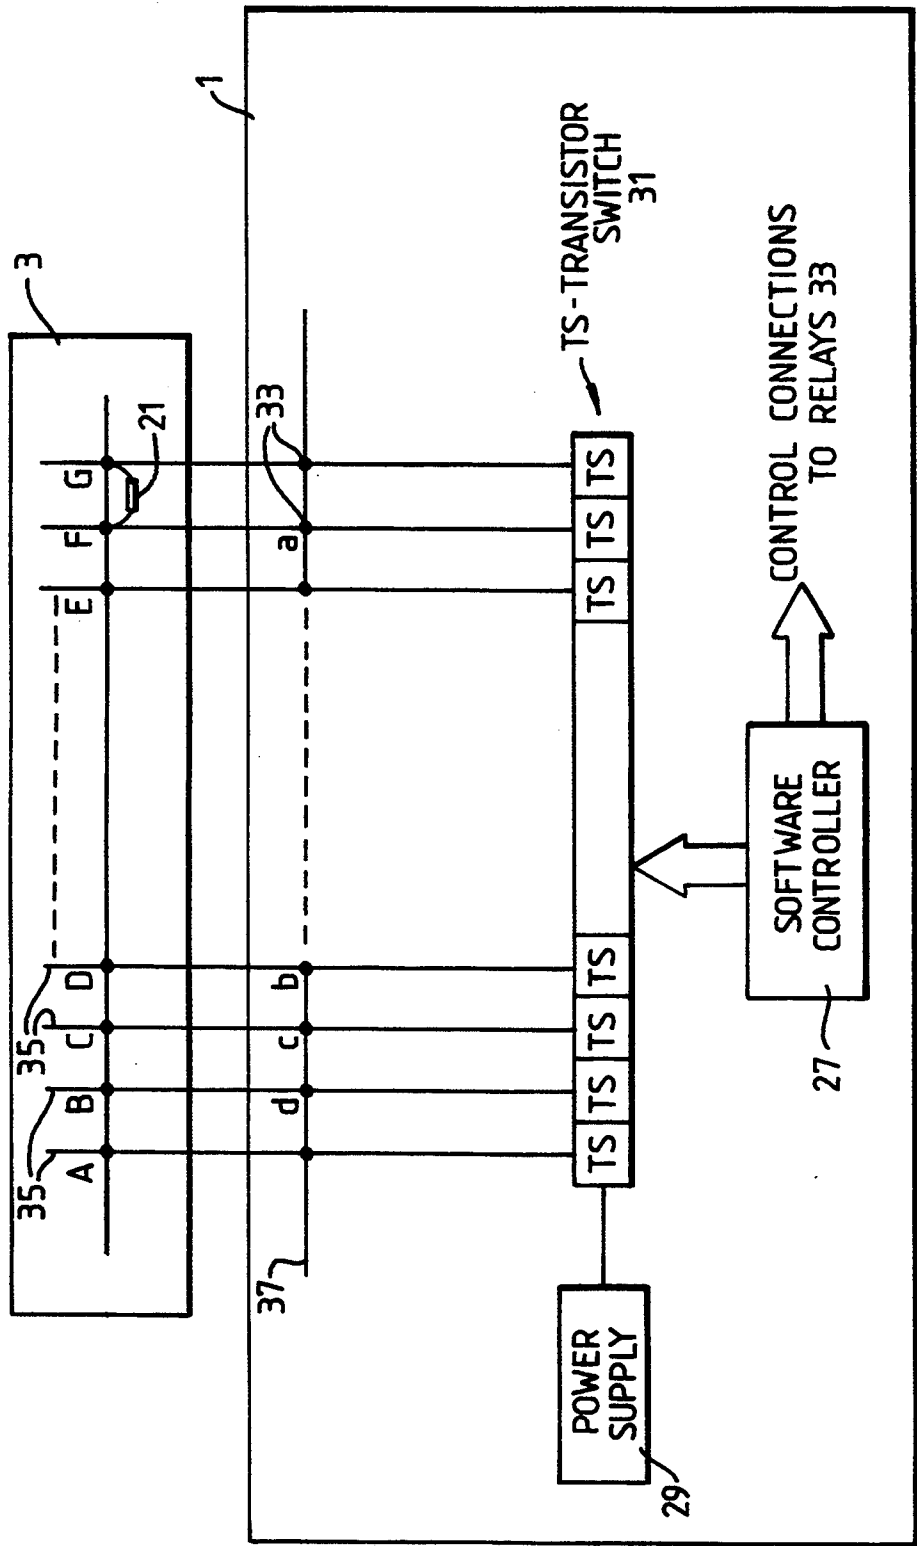 3
1
35
35
A
B
C
D
E
F
G
21
37
d
c
b
a
33
TS
TS
TS
TS
TS
TS
TS
TS-TRANSISTOR
SWITCH
31
POWER
SUPPLY
29
SOFTWARE
CONTROLLER
27
CONTROL CONNECTIONS
TO RELAYS 33